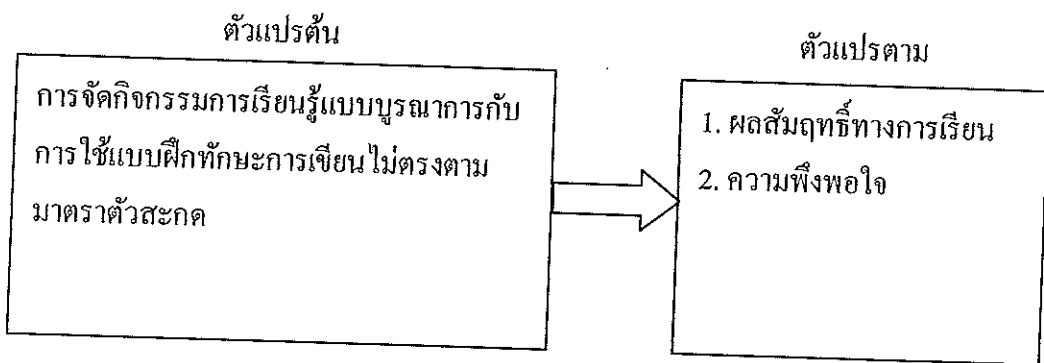 ตัวแปรต้น
การจัดกิจกรรมการเรียนรู้แบบบูรณาการกับ
การใช้แบบฝึกทักษะการเขียนไม่ตรงตาม
มาตราตัวสะกด
ตัวแปรตาม
1. ผลสัมฤทธิ์ทางการเรียน
2. ความพึงพอใจ